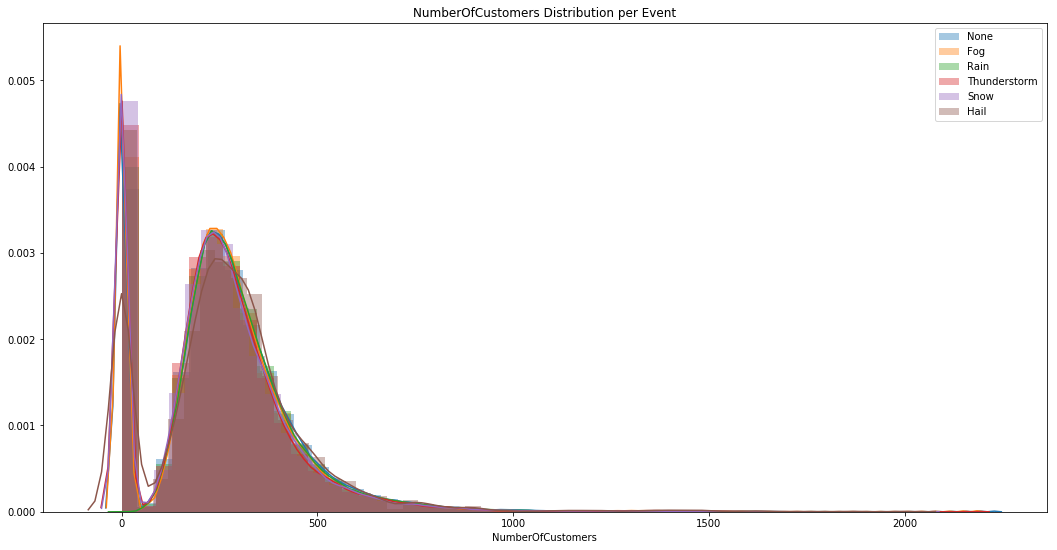 NumberOfCustomers Distribution per Event
None
Fog
Rain
Thunderstorm
Snow
Hail
0.005
0.004
0.003
0.002
0.001
0.000
0 500 1000 1500 2000
NumberOfCustomers